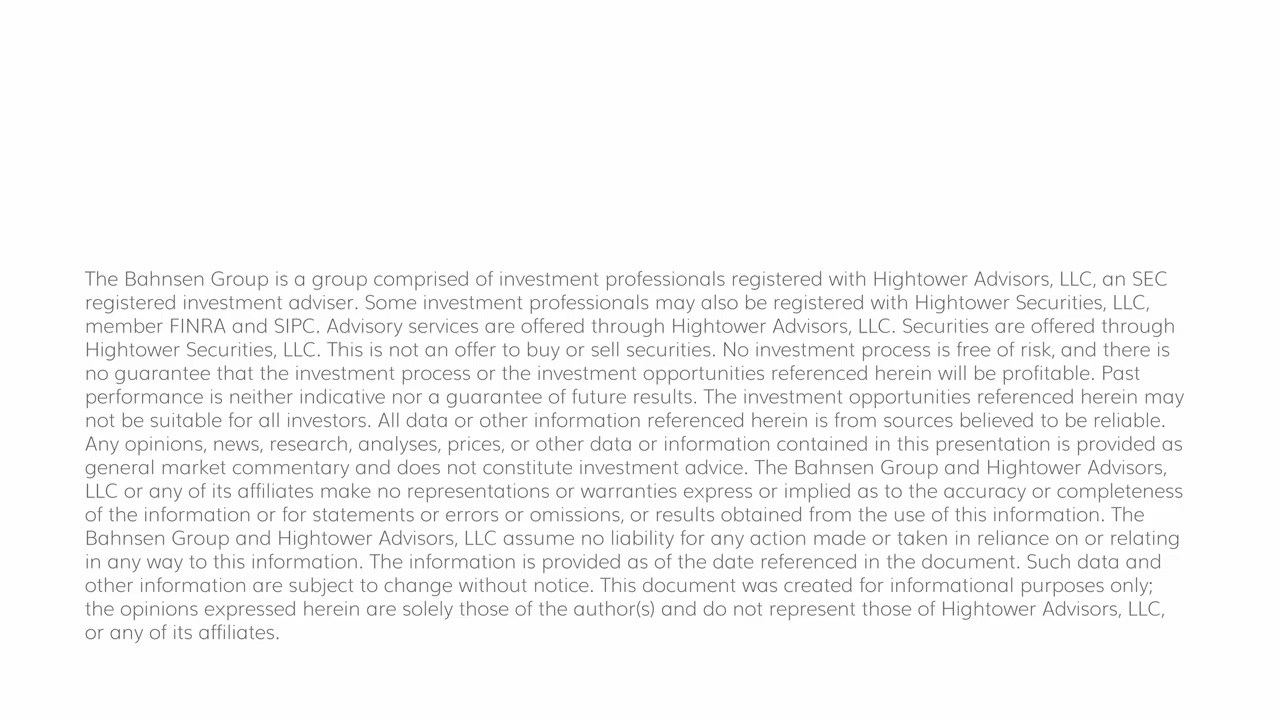 The Bahnsen Group is a group comprised of investment professionals registered with Hightower Advisors, LLC, an SEC
registered investment adviser. Some investment professionals may also be registered with Hightower Securities, LLC,
member FINRA and SIPC. Advisory services are offered through Hightower Advisors, LLC. Securities are offered through
Hightower Securities, LLC. This is not an offer to buy or sell securities. No investment process is free of risk, and there is
no guarantee that the investment process or the investment opportunities referenced herein will be profitable. Past
performance is neither indicative nor a guarantee of future results. The investment opportunities referenced herein may
not be suitable for all investors. All data or other information referenced herein is from sources believed to be reliable.
Any opinions, news, research, analyses, prices, or other data or information contained in this presentation is provided as
general market commentary and does not constitute investment advice. The Bahnsen Group and Hightower Advisors,
LLC or any of its affiliates make no representations or warranties express or implied as to the accuracy or completeness
of the information or for statements or errors or omissions, or results obtained from the use of this information. The
Bahnsen Group and Hightower Advisors, LLC assume no liability for any action made or taken in reliance on or relating
in any way to this information. The information is provided as of the date referenced in the document. Such data and
other information are subject to change without notice. This document was created for informational purposes only;
the opinions expressed herein are solely those of the author(s) and do not represent those of Hightower Advisors, LLC,
or any of its affiliates.